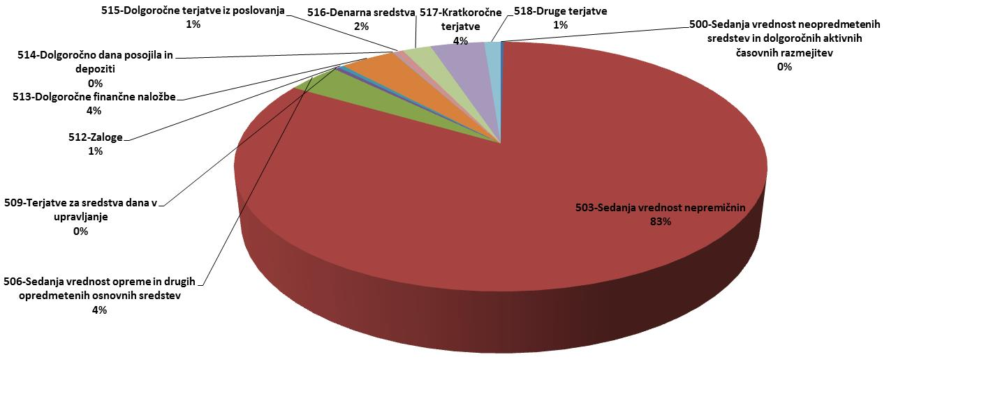 515-Dolgoročne terjatve iz poslovanja
1%
516-Denarna sredstva
2%
517-Kratkoročne
terjatve
4%
518-Druge terjatve
1%
500-Sedanja vrednost neopredmetenih
sredstev in dolgoročnih aktivnih
časovnih razmejitev
0%
514-Dolgoročno dana posojila in
depoziti
0%
513-Dolgoročne finančne naložbe
4%
512-Zaloge
1%
509-Terjatve za sredstva dana v
upravljanje
0%
503-Sedanja vrednost nepremičnin
83%
506-Sedanja vrednost opreme in drugih
opredmetenih osnovnih sredstev
4%